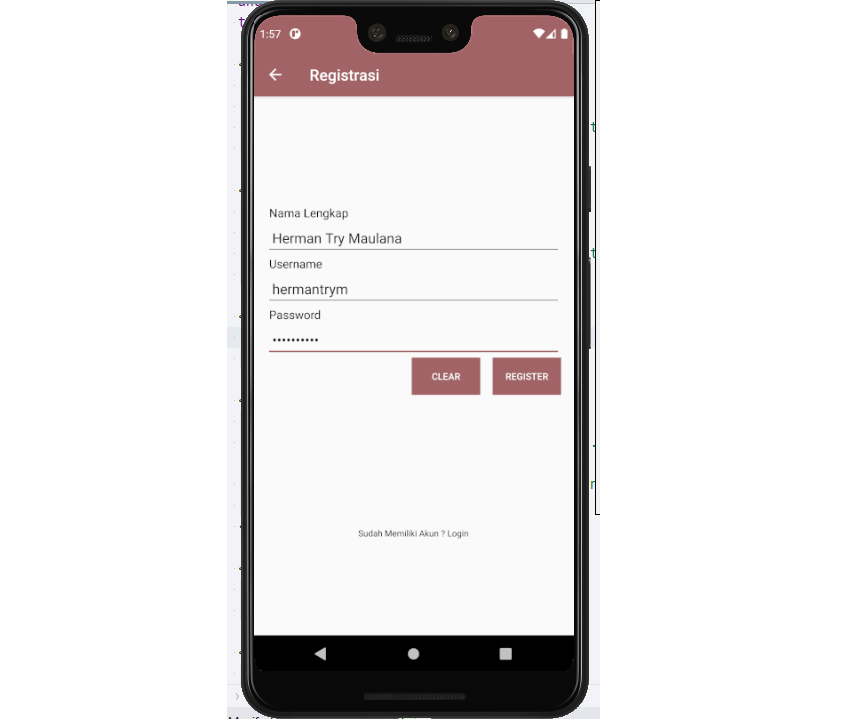 1:57
Registrasi
Nama Lengkap
Herman Try Maulana
Username
hermantrym
Password
••••••••••
CLEAR REGISTER
Sudah Memiliki Akun ? Login